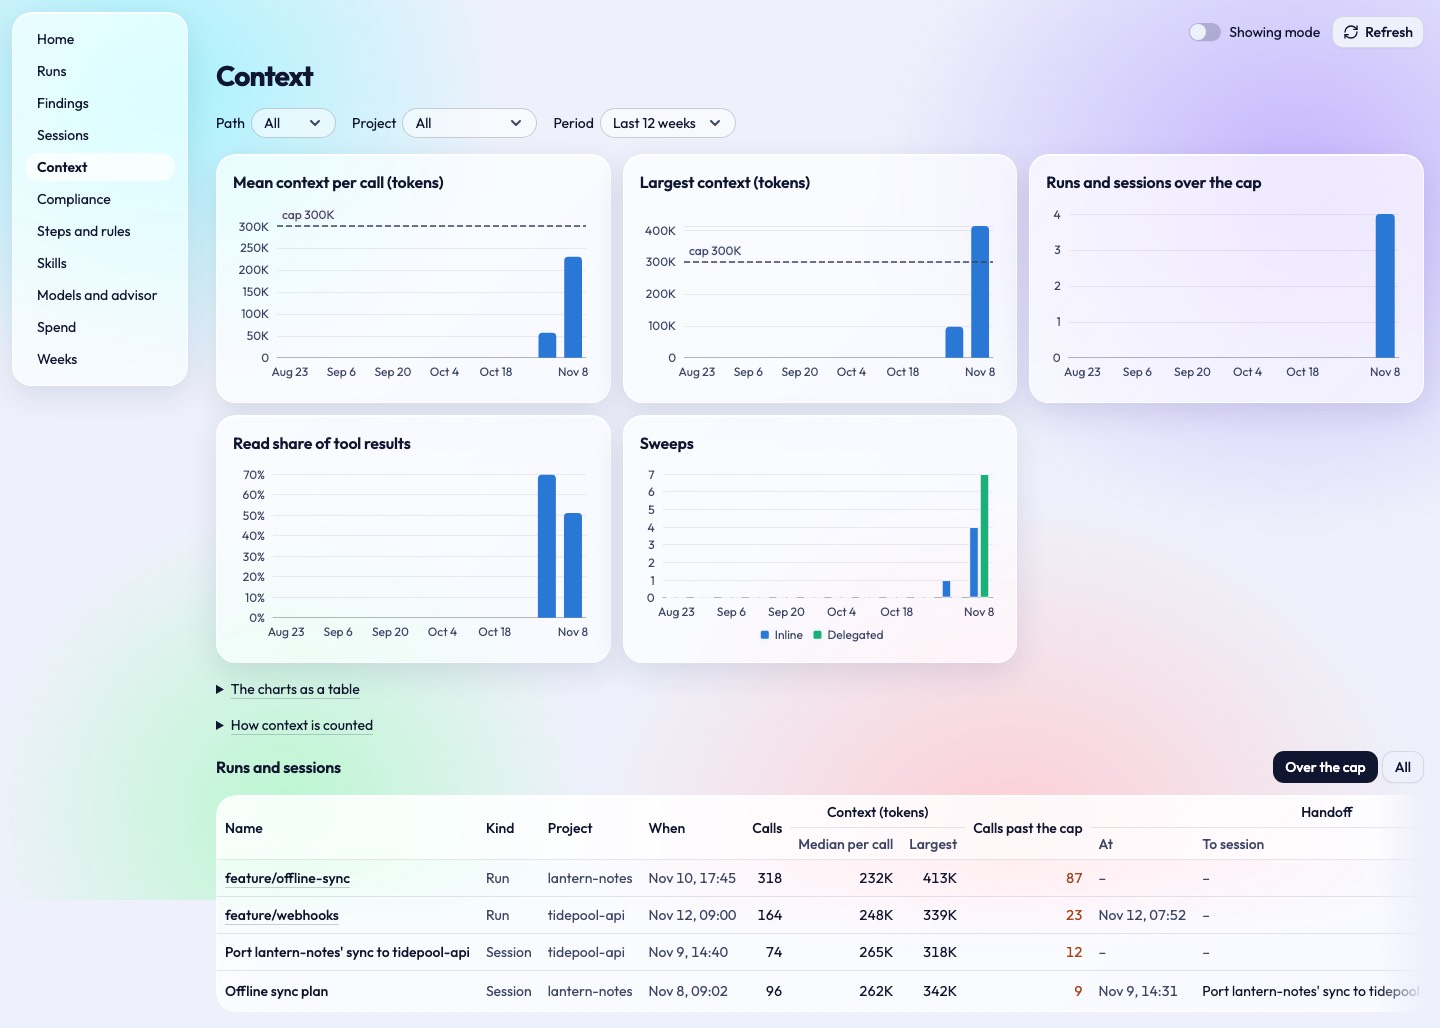 Home
Runs
Findings
Sessions
Context
Compliance
Steps and rules
Skills
Models and advisor
Spend
Weeks
Showing mode
Refresh
Context
Path All Project All Period Last 12 weeks
Mean context per call (tokens)
cap 300K
300K
250K
200K
150K
100K
50K
0
Aug 23 Sep 6 Sep 20 Oct 4 Oct 18 Nov 8
Largest context (tokens)
400K
cap 300K
300K
200K
100K
0
Aug 23 Sep 6 Sep 20 Oct 4 Oct 18 Nov 8
Runs and sessions over the cap
4
3
2
1
0
Aug 23 Sep 6 Sep 20 Oct 4 Oct 18 Nov 8
Read share of tool results
70%
60%
50%
40%
30%
20%
10%
0%
Aug 23 Sep 6 Sep 20 Oct 4 Oct 18 Nov 8
Sweeps
7
6
5
4
3
2
1
0
Aug 23 Sep 6 Sep 20 Oct 4 Oct 18 Nov 8
Inline Delegated
The charts as a table
How context is counted
Runs and sessions
Over the cap All
Context (tokens) Handoff
Name Kind Project When Calls Calls past the cap
Median per call Largest At To session
feature/offline-sync Run lantern-notes Nov 10, 17:45 318 232K 413K 87 – –
feature/webhooks Run tidepool-api Nov 12, 09:00 164 248K 339K 23 Nov 12, 07:52 –
Port lantern-notes' sync to tidepool-api Session tidepool-api Nov 9, 14:40 74 265K 318K 12 – –
Offline sync plan Session lantern-notes Nov 8, 09:02 96 262K 342K 9 Nov 9, 14:31 Port lantern-notes' sync to tidepool-